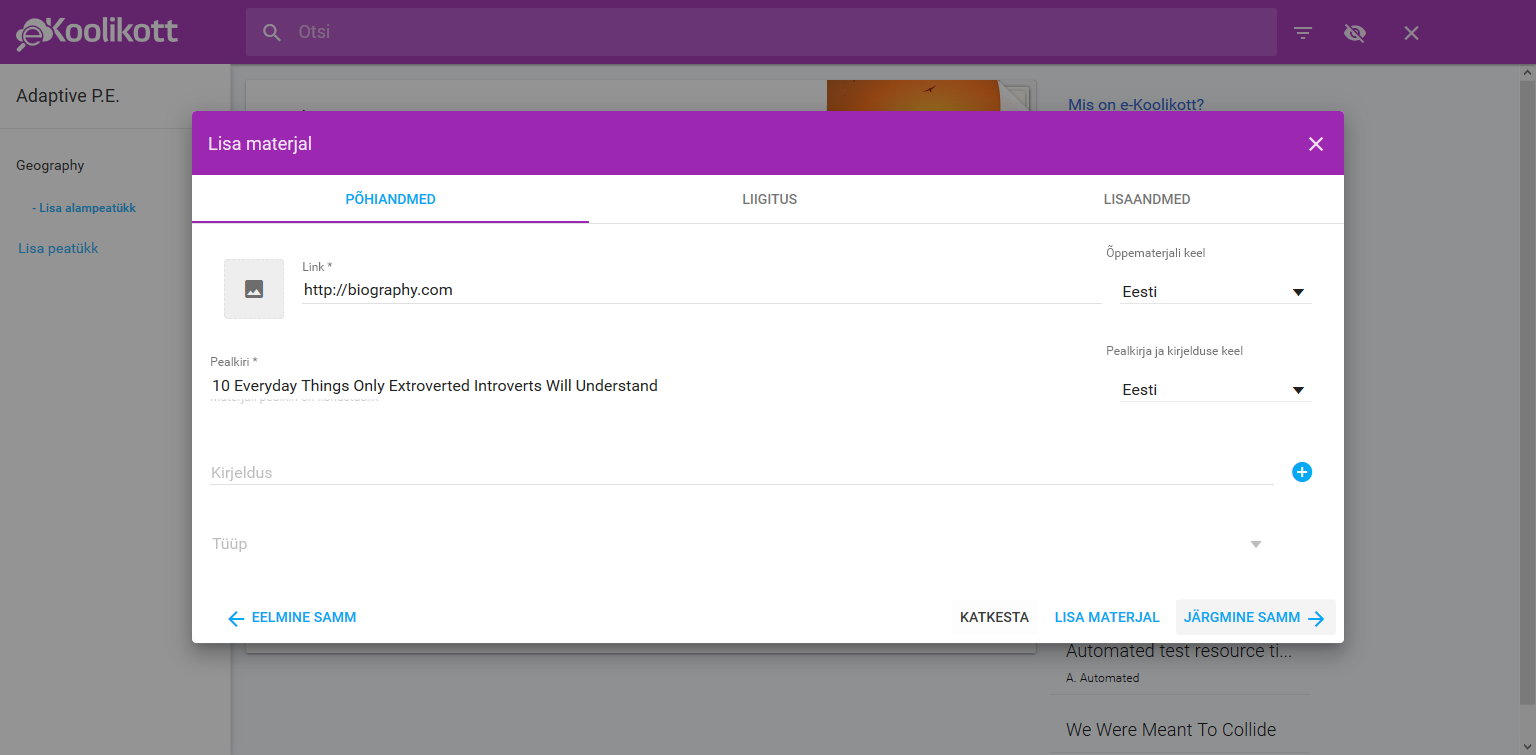 eKoolikott
Otsi
Adaptive P.E.
Geography
- Lisa alampeatükk
Lisa peatükk
Mis on e-Koolikott?
Lisa materjal
PÕHIANDMED
LIIGITUS
LISAANDMED
Link *
http://biography.com
Õppematerjali keel
Eesti
Pealkiri *
10 Everyday Things Only Extroverted Introverts Will Understand
Pealkirja ja kirjelduse keel
Eesti
Kirjeldus
Tüüp
EELMINE SAMM
KATKESTA
LISA MATERJAL
JÄRGMINE SAMM
Automated test resource ti...
A. Automated
We Were Meant To Collide